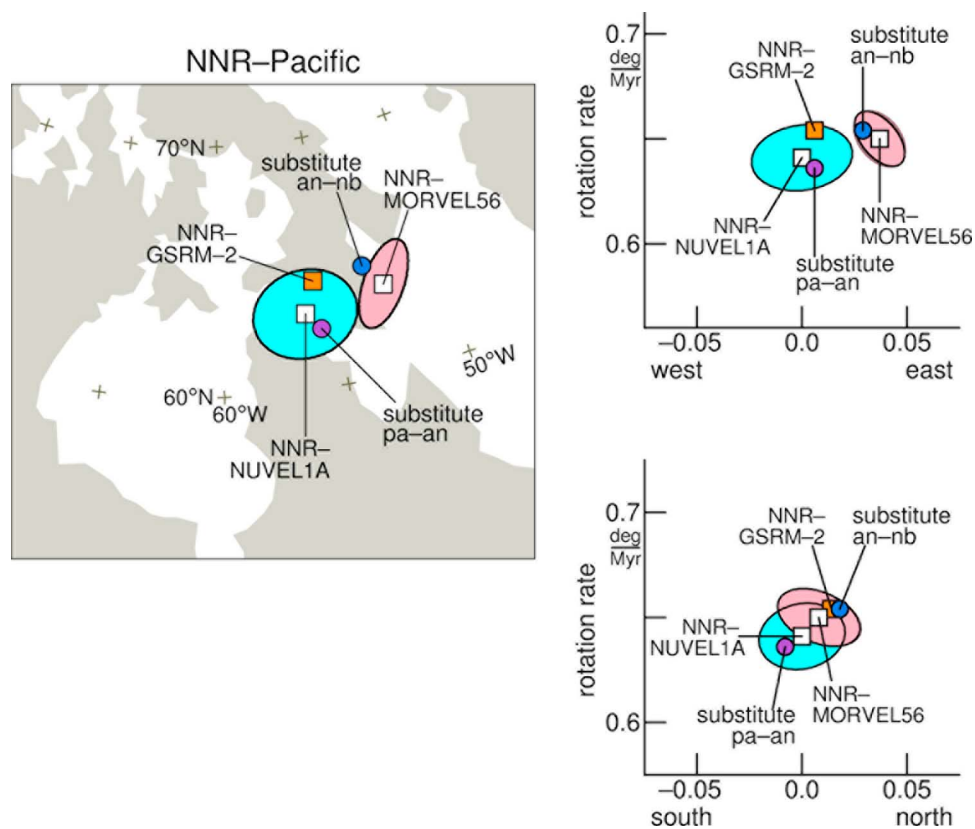 NNR–Pacific
70°N
substitute
an–nb
NNR–
MORVEL56
NNR–
GSRM–2
50°W
60°N
60°W
substitute
pa–an
NNR–
NUVEL1A
0.7
deg
Myr
rotation rate
0.6
NNR–
GSRM–2
substitute
an–nb
NNR–
NUVEL1A
NNR–
MORVEL56
substitute
pa–an
−0.05
0.0
0.05
west
east
0.7
deg
Myr
rotation rate
0.6
NNR–
GSRM–2
substitute
an–nb
NNR–
NUVEL1A
NNR–
MORVEL56
substitute
pa–an
−0.05
0.0
0.05
south
north